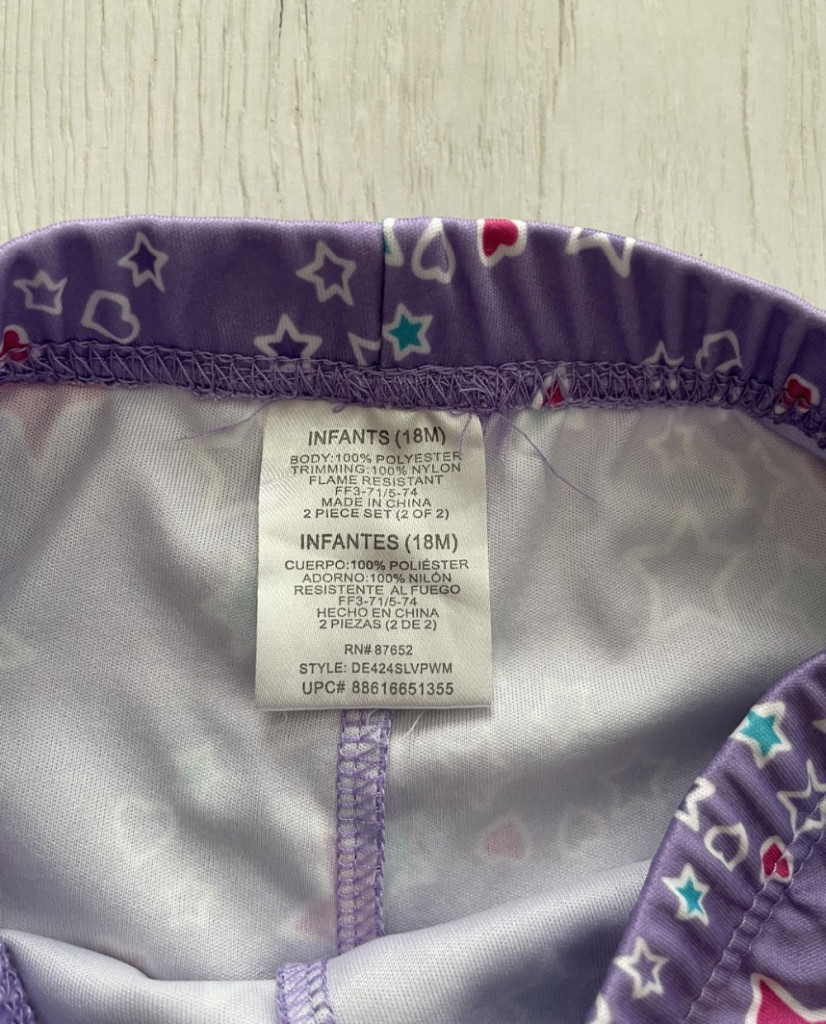 INFANTS (18M)
BODY:100% POLYESTER
TRIMMING:100% NYLON
FLAME RESISTANT
FF3-71/5-74
MADE IN CHINA
2 PIECE SET (2 OF 2)
INFANTES (18M)
CUERPO:100% POLIÉSTER
ADORNO:100% NILÓN
RESISTENTE AL FUEGO
FF3-71/5-74
HECHO EN CHINA
2 PIEZAS (2 DE 2)
RN# 87652
STYLE: DE424SLVPWM
UPC# 88616651355